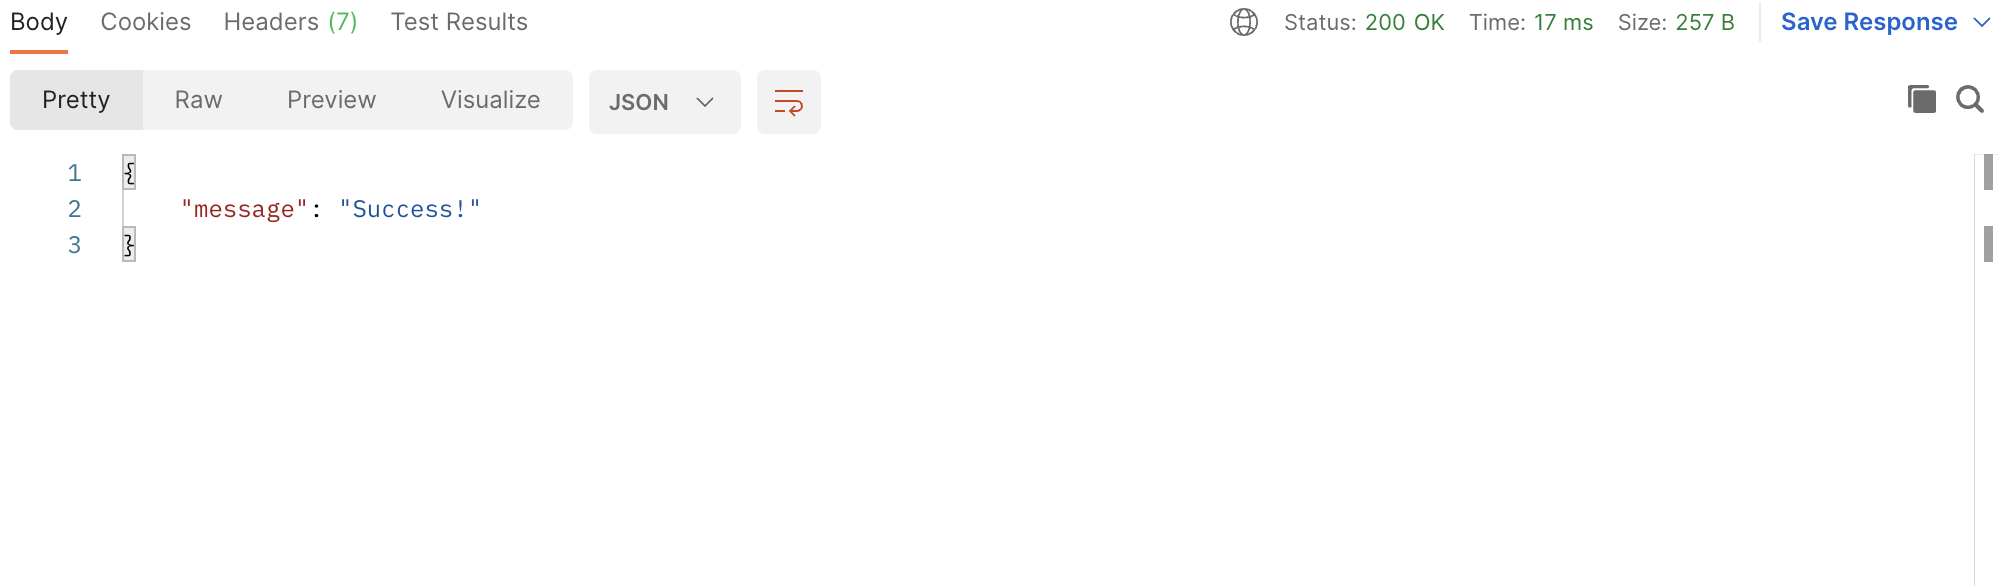 Body Cookies Headers (7) Test Results Status: 200 OK Time: 17 ms Size: 257 B Save Response
Pretty Raw Preview Visualize JSON
1 {
2 "message": "Success!"
3 }